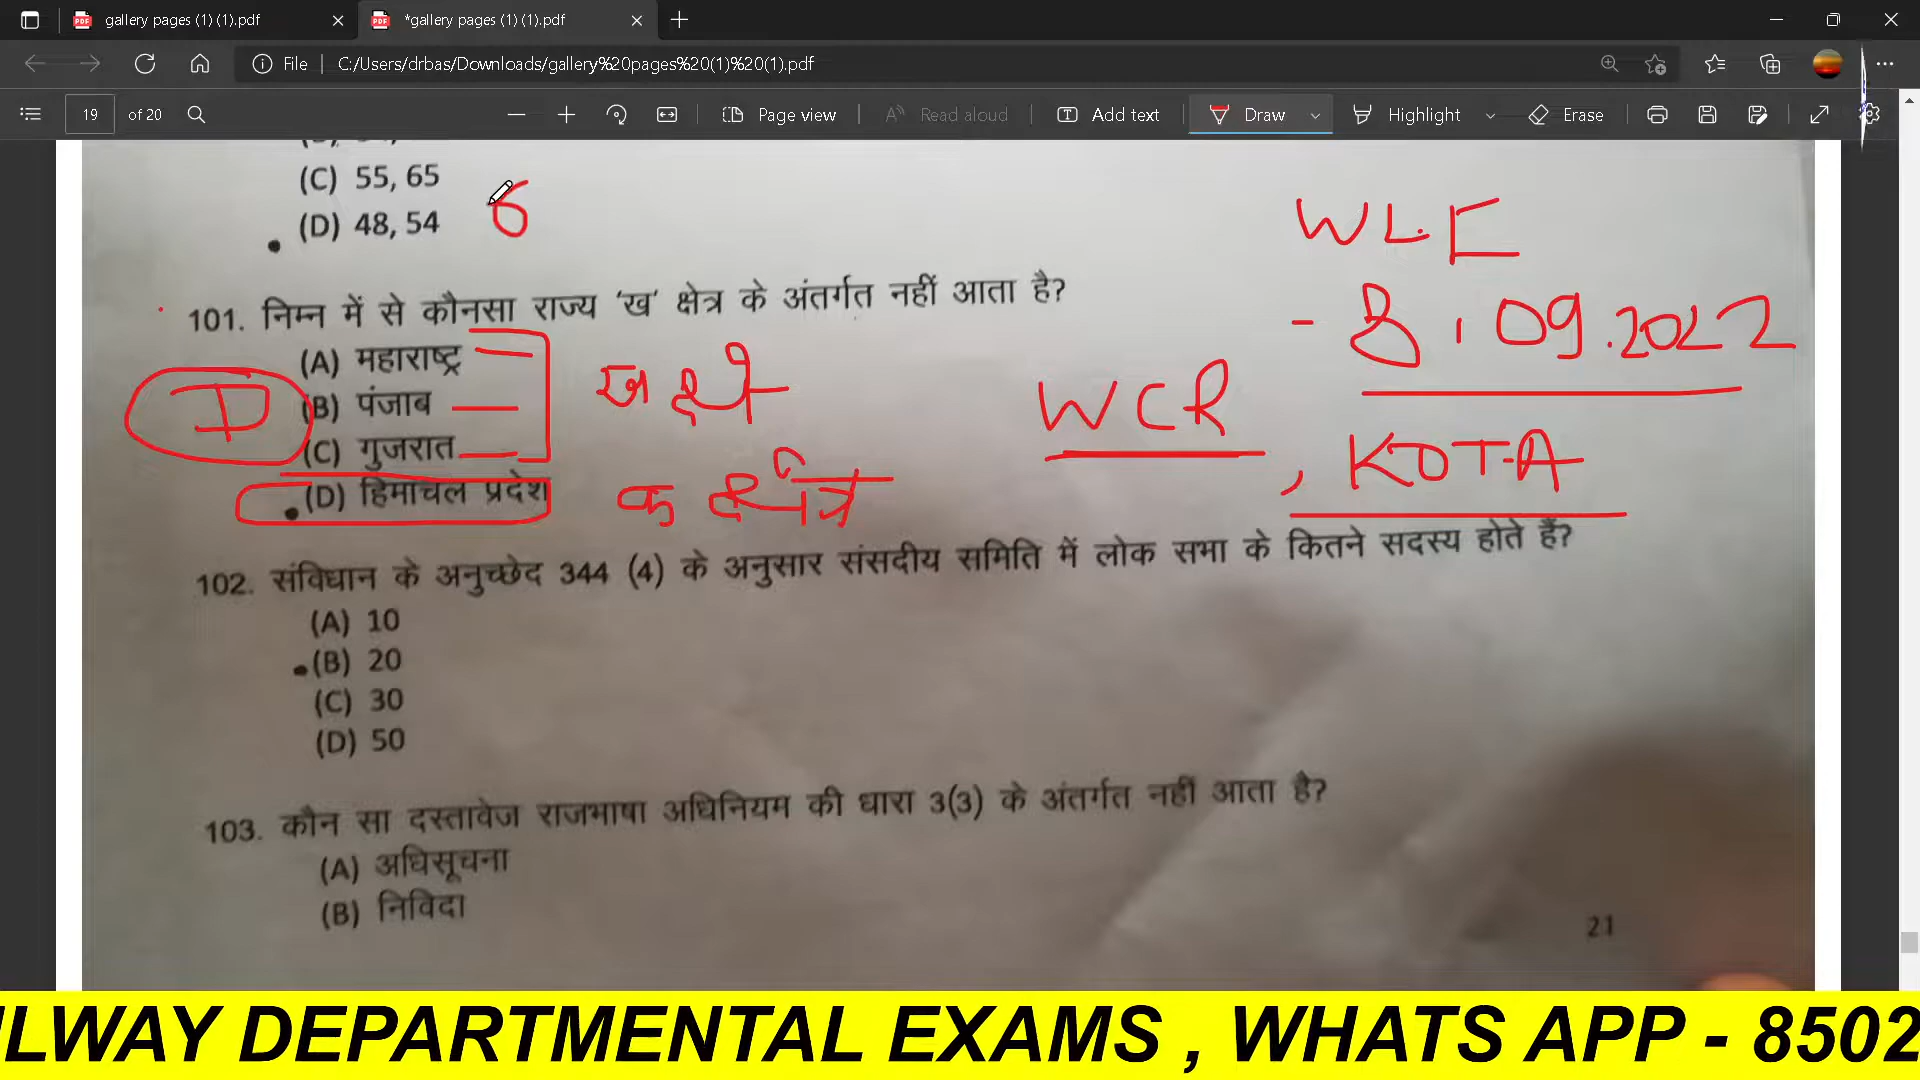 gallery pages (1) (1).pdf
*gallery pages (1) (1).pdf
File
C:/Users/drbas/Downloads/gallery%20pages%20(1)%20(1).pdf
19 of 20
Page view
Read aloud
Add text
Draw
Highlight
Erase
(C) 55, 65
(D) 48, 54
6
WLI
101. निम्न में से कौनसा राज्य 'ख' क्षेत्र के अंतर्गत नहीं आता है?
- 8.09.2022
(A) महाराष्ट्र
(B) पंजाब
(C) गुजरात
(D) हिमाचल प्रदेश
D
ख क्षे
क क्षेत्र
WCR
, KOTA
102. संविधान के अनुच्छेद 344 (4) के अनुसार संसदीय समिति में लोक सभा के कितने सदस्य होते हैं?
(A) 10
(B) 20
(C) 30
(D) 50
103. कौन सा दस्तावेज राजभाषा अधिनियम की धारा 3(3) के अंतर्गत नहीं आता है?
(A) अधिसूचना
(B) निविदा
21
ILWAY DEPARTMENTAL EXAMS , WHATS APP - 8502